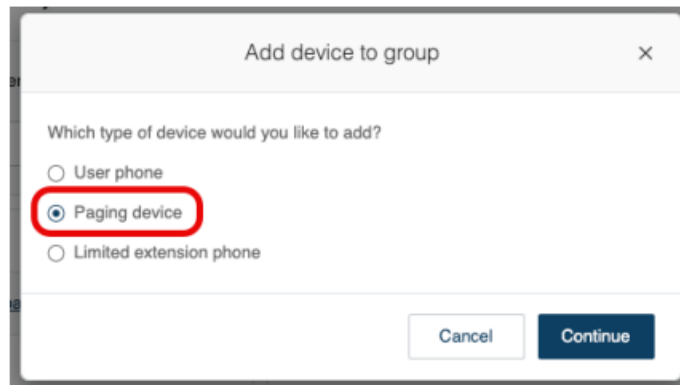 Add device to group
Which type of device would you like to add?
User phone
Paging device
Limited extension phone
Cancel Continue